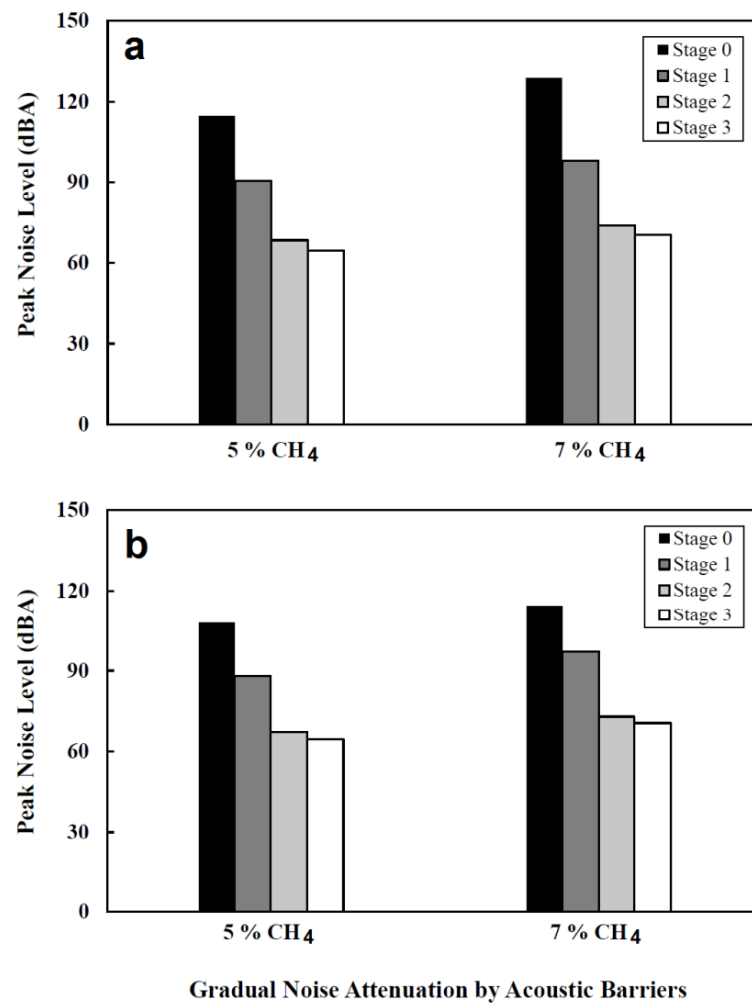 a
Peak Noise Level (dBA)
150
120
90
60
30
0
Stage 0
Stage 1
Stage 2
Stage 3
5 % CH4
7 % CH4
b
Peak Noise Level (dBA)
150
120
90
60
30
0
Stage 0
Stage 1
Stage 2
Stage 3
5 % CH4
7 % CH4
Gradual Noise Attenuation by Acoustic Barriers